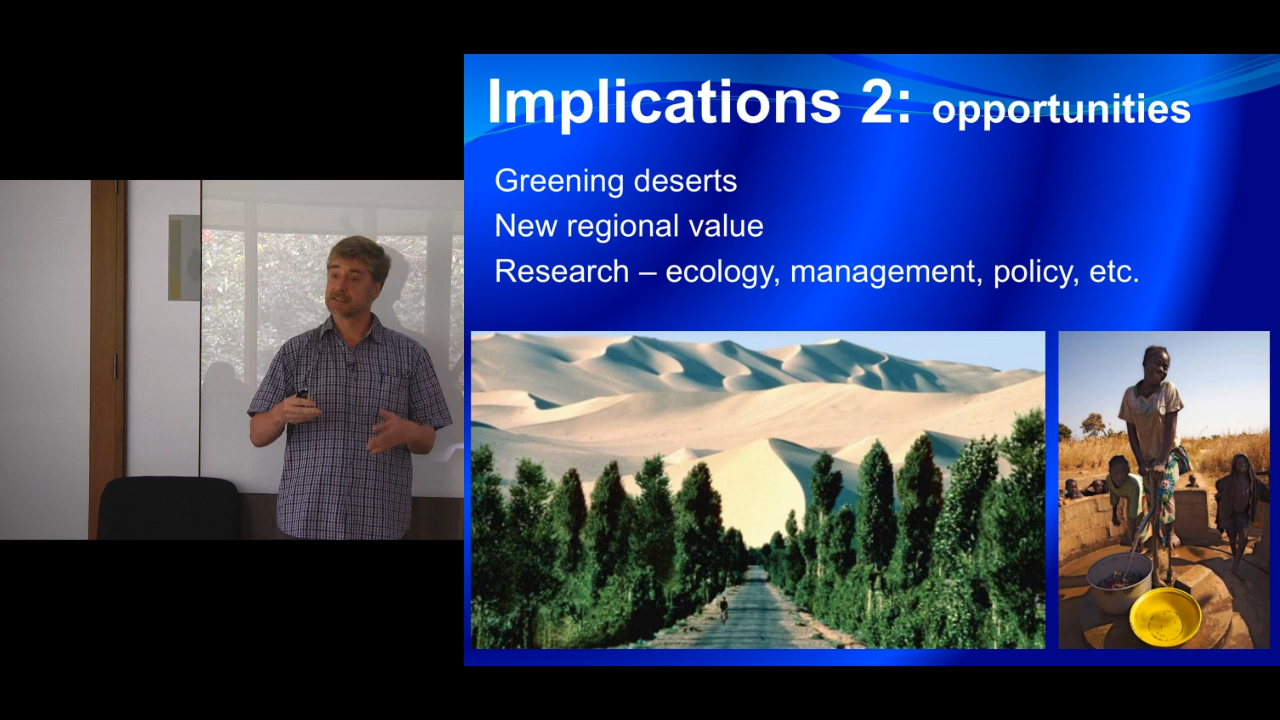 Implications 2: opportunities
Greening deserts
New regional value
Research – ecology, management, policy, etc.